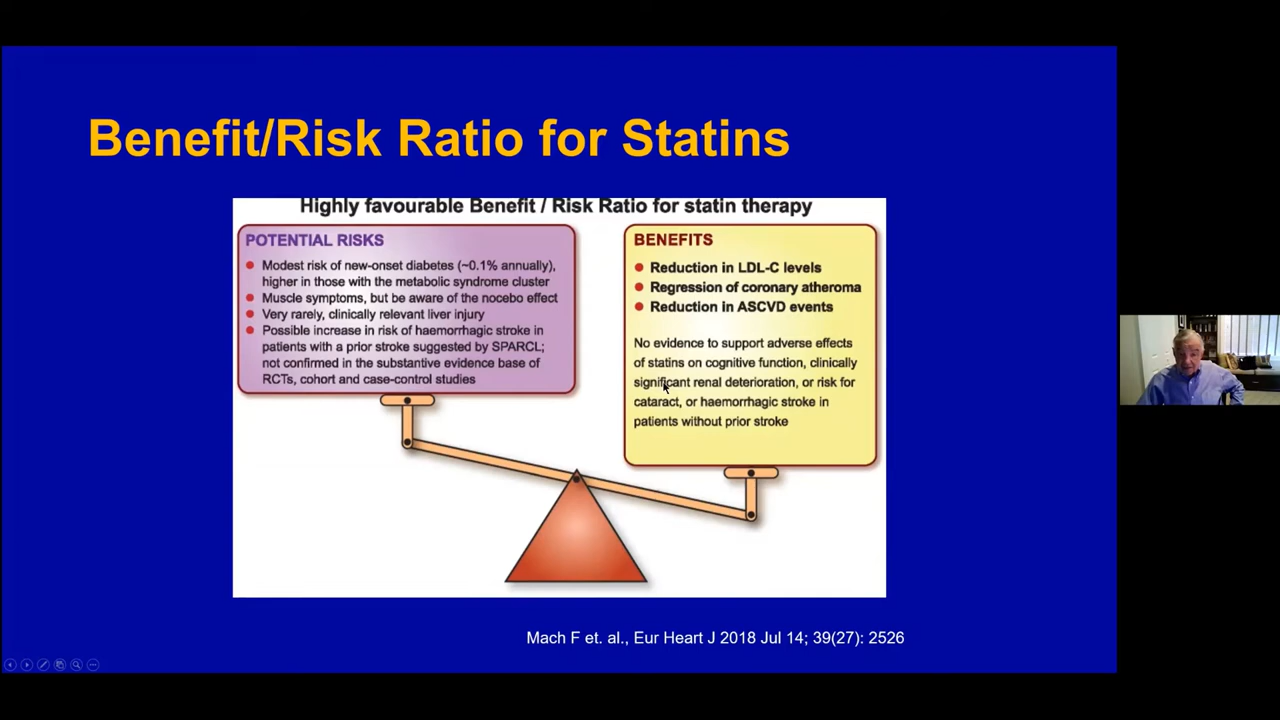 Benefit/Risk Ratio for Statins
Highly favourable Benefit / Risk Ratio for statin therapy
POTENTIAL RISKS
Modest risk of new-onset diabetes (~0.1% annually),
higher in those with the metabolic syndrome cluster
Muscle symptoms, but be aware of the nocebo effect
Very rarely, clinically relevant liver injury
Possible increase in risk of haemorrhagic stroke in
patients with a prior stroke suggested by SPARCL;
not confirmed in the substantive evidence base of
RCTs, cohort and case-control studies
BENEFITS
Reduction in LDL-C levels
Regression of coronary atheroma
Reduction in ASCVD events
No evidence to support adverse effects
of statins on cognitive function, clinically
significant renal deterioration, or risk for
cataract, or haemorrhagic stroke in
patients without prior stroke
Mach F et. al., Eur Heart J 2018 Jul 14; 39(27): 2526